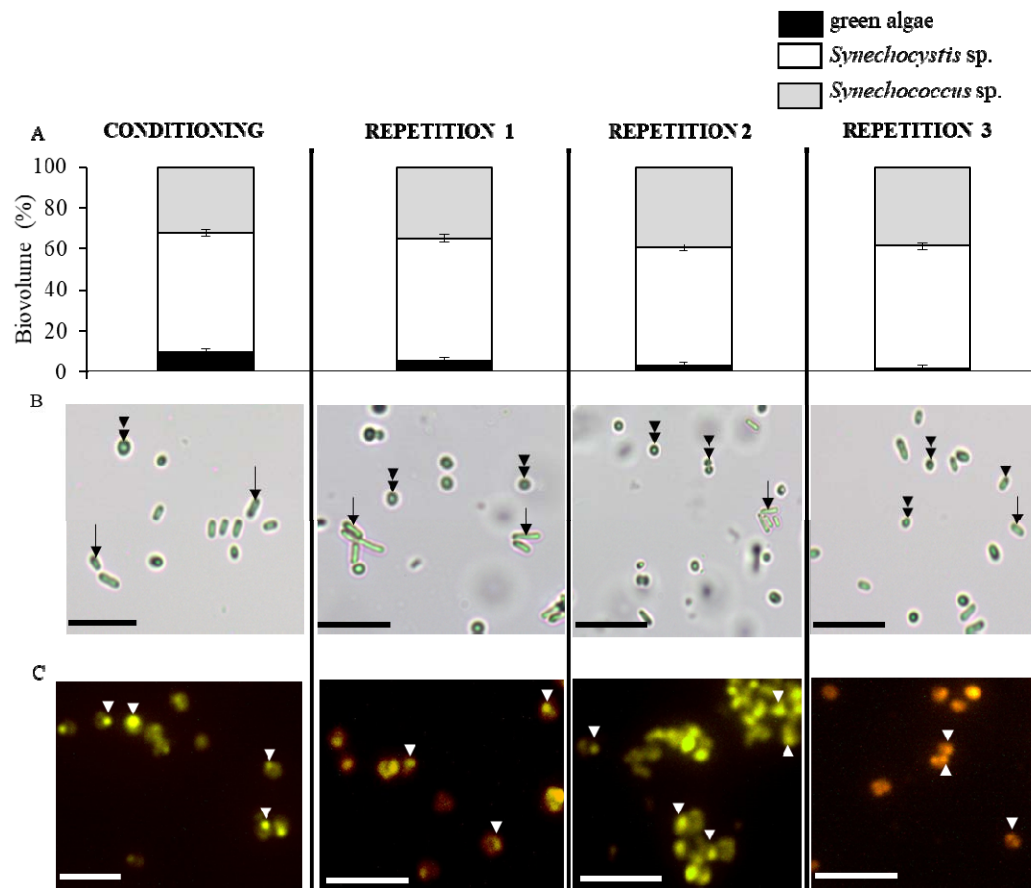 green algae
Synechocystis sp.
Synechococcus sp.
A
CONDITIONING REPETITION 1 REPETITION 2 REPETITION 3
Biovolume (%)
100
80
60
40
20
0
B
C